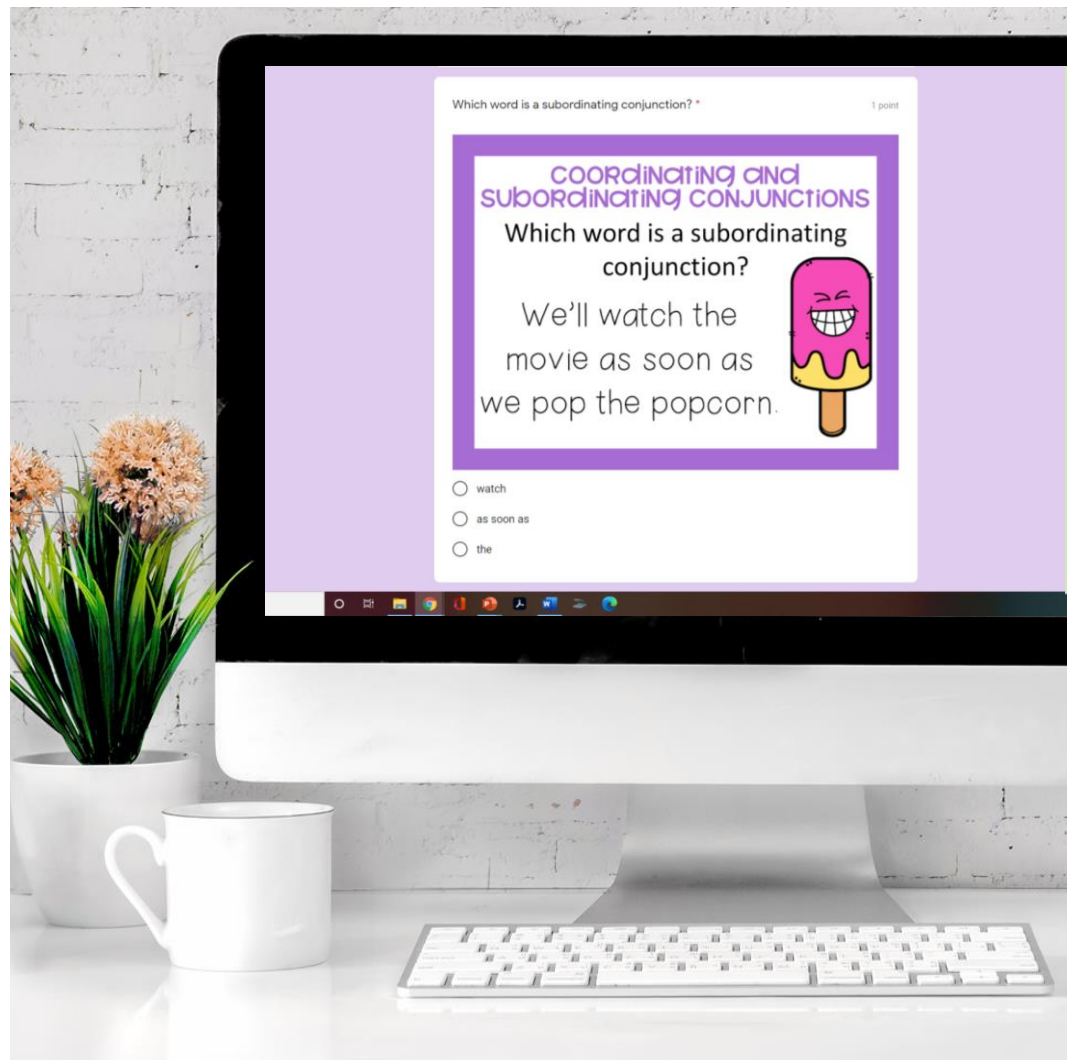 Which word is a subordinating conjunction? *
1 point
COORdiNatiNg aNd
SUbORdiNatiNg CONJUNCtiONS
Which word is a subordinating
conjunction?
We'll watch the
movie as soon as
we pop the popcorn.
watch
as soon as
the